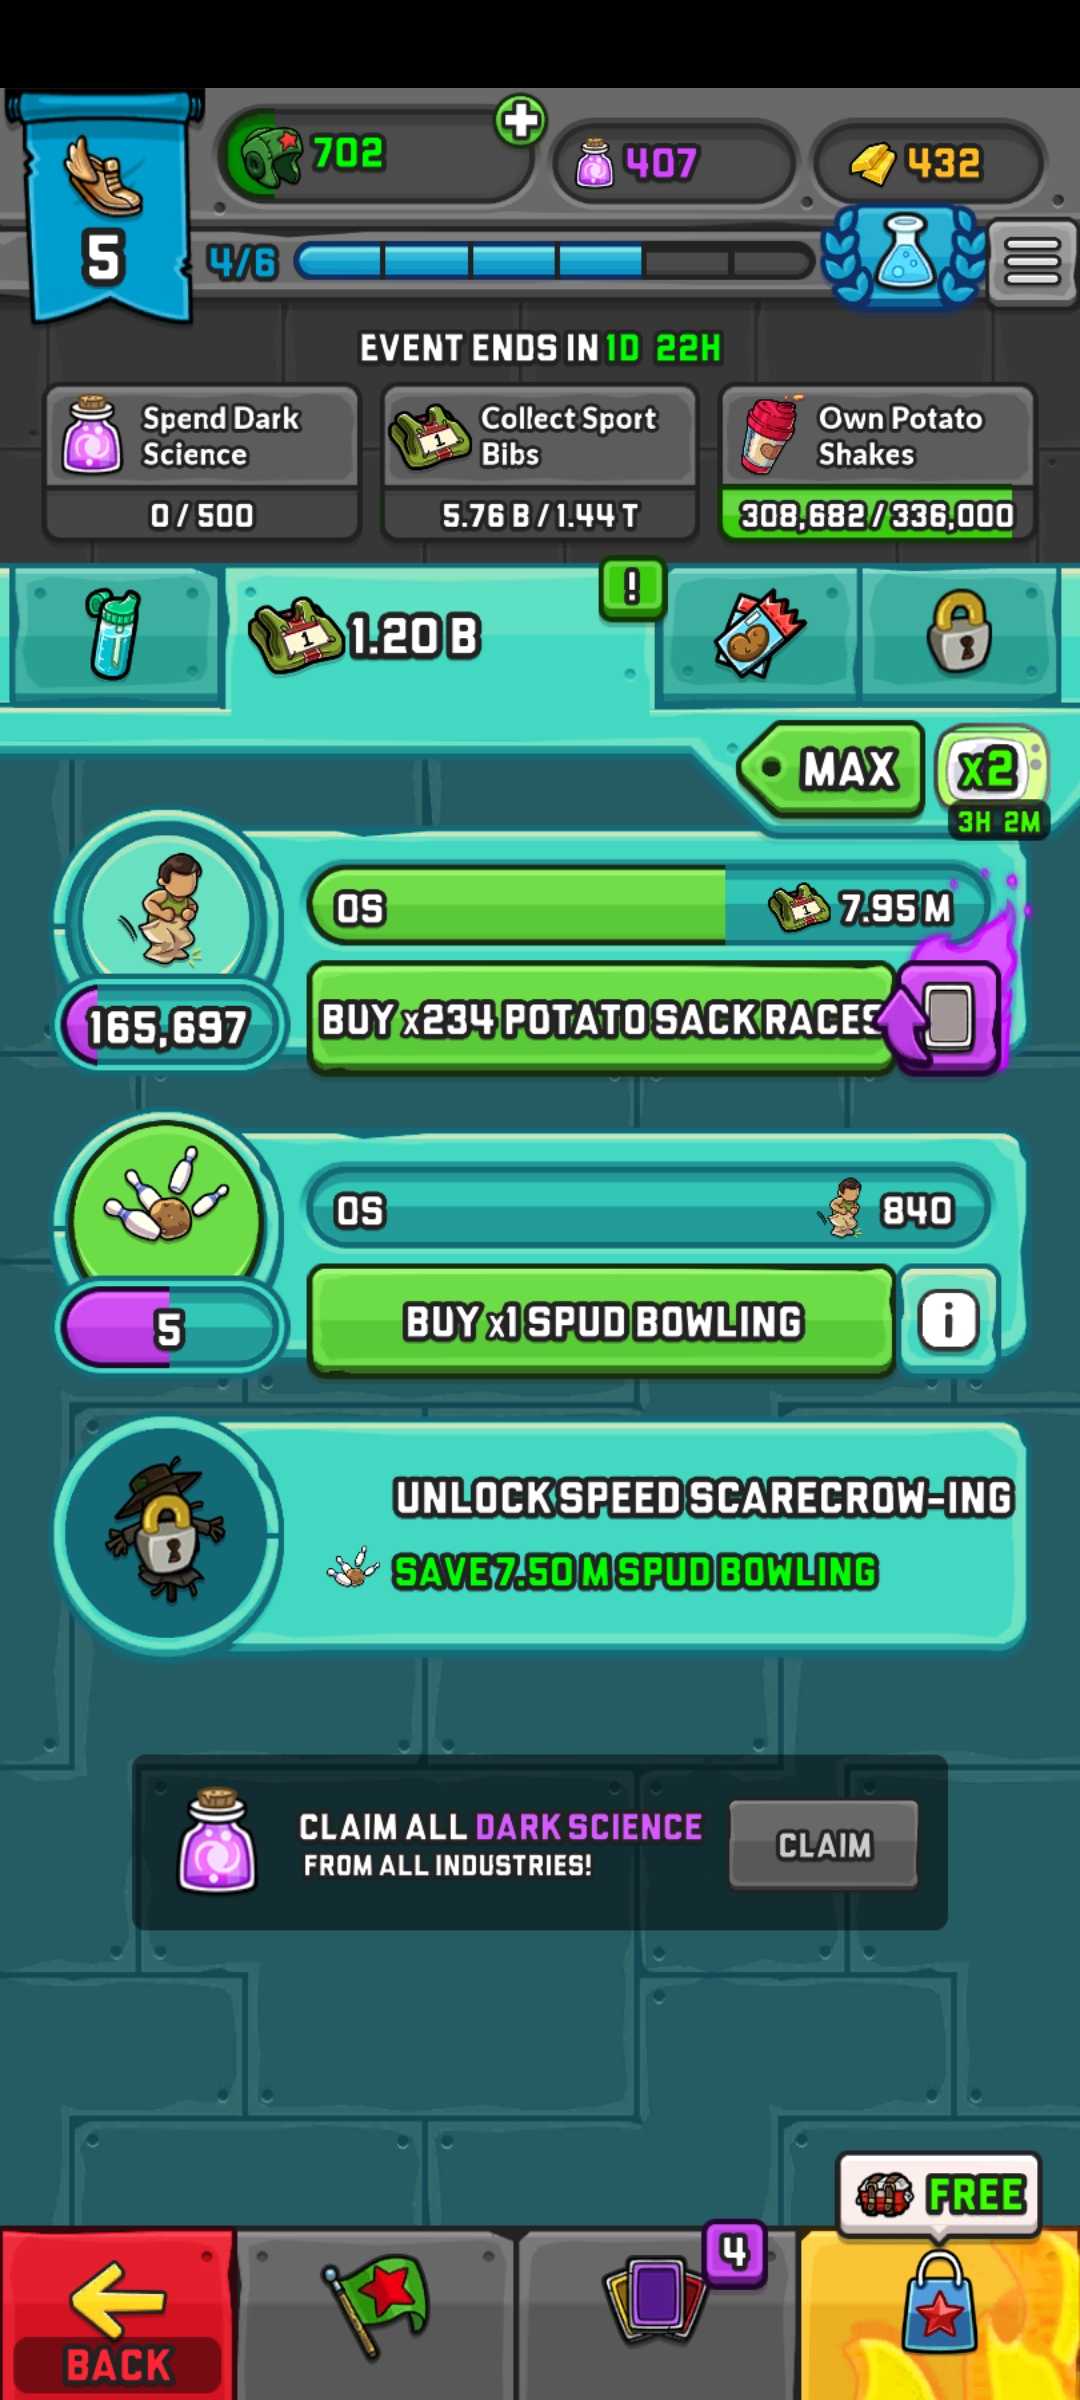 702
407
432
5
4/6
EVENT ENDS IN 1D 22H
Spend Dark
Science
0 / 500
Collect Sport
Bibs
5.76 B / 1.44 T
Own Potato
Shakes
308,682 / 336,000
!
1
1.20 B
MAX
x2
3H 2M
0S
1
7.95 M
165,697
BUY x234 POTATO SACK RACES
0S
840
5
BUY x1 SPUD BOWLING
i
UNLOCK SPEED SCARECROW-ING
SAVE 7.50 M SPUD BOWLING
CLAIM ALL DARK SCIENCE
FROM ALL INDUSTRIES!
CLAIM
FREE
4
BACK